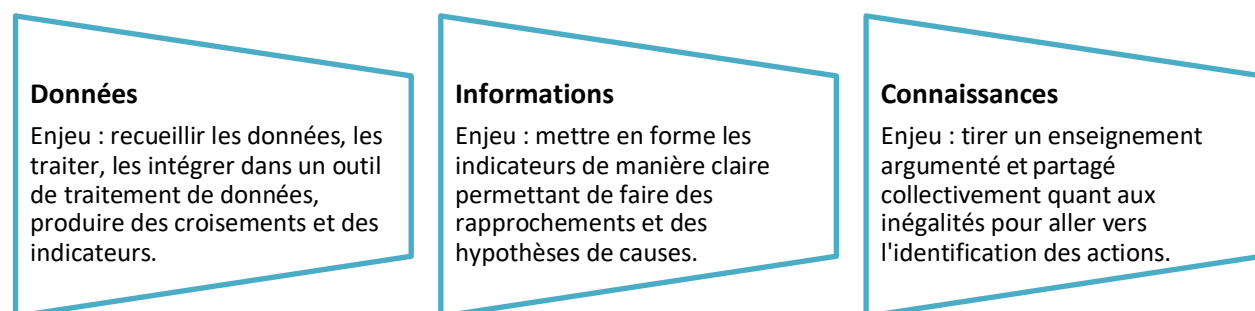 Données
Enjeu : recueillir les données, les
traiter, les intégrer dans un outil
de traitement de données,
produire des croisements et des
indicateurs.
Informations
Enjeu : mettre en forme les
indicateurs de manière claire
permettant de faire des
rapprochements et des
hypothèses de causes.
Connaissances
Enjeu : tirer un enseignement
argumenté et partagé
collectivement quant aux
inégalités pour aller vers
l'identification des actions.